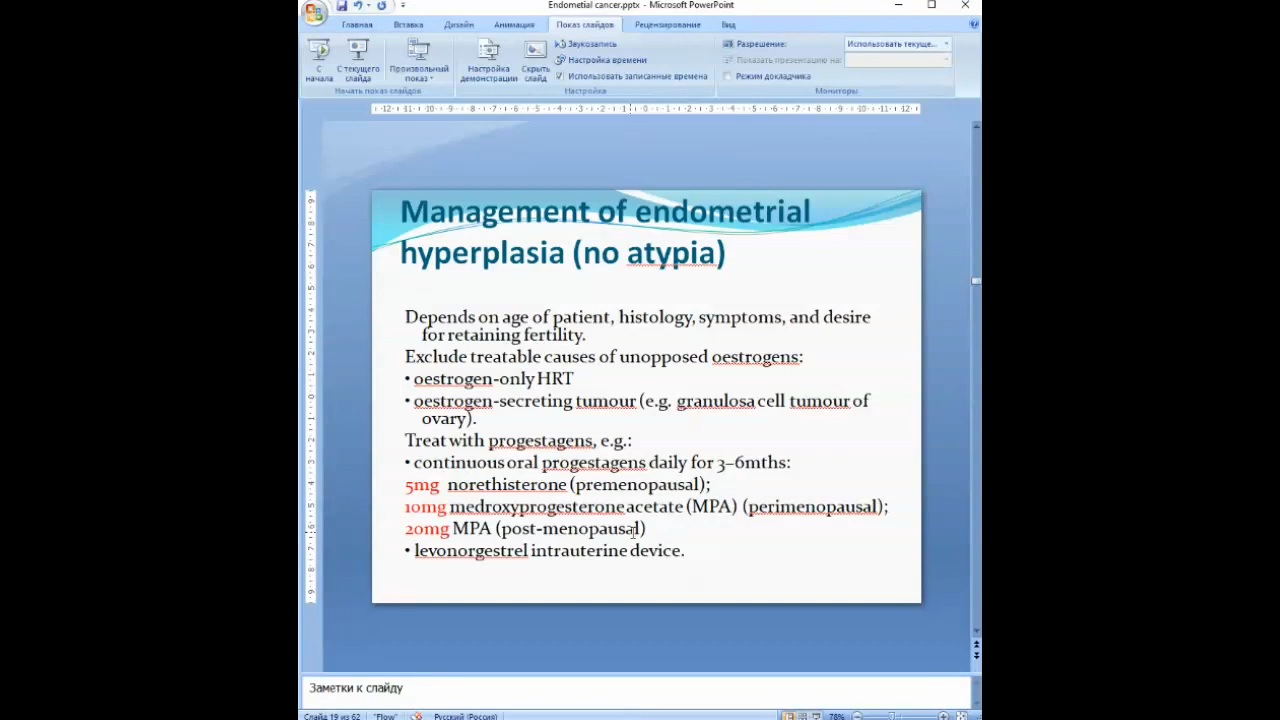 Endometial cancer.pptx - Microsoft PowerPoint
Главная Вставка Дизайн Анимация Показ слайдов Рецензирование Вид
С начала
С текущего слайда
Произвольный показ
Начать показ слайдов
Настройка демонстрации
Скрыть слайд
Звукозапись
Настройка времени
Использовать записанные времена
Настройка
Разрешение: Использовать текуще...
Показать презентацию на:
Режим докладчика
Мониторы
Management of endometrial
hyperplasia (no atypia)
Depends on age of patient, histology, symptoms, and desire
for retaining fertility.
Exclude treatable causes of unopposed oestrogens:
• oestrogen-only HRT
• oestrogen-secreting tumour (e.g. granulosa cell tumour of
ovary).
Treat with progestagens, e.g.:
• continuous oral progestagens daily for 3–6mths:
5mg norethisterone (premenopausal);
10mg medroxyprogesterone acetate (MPA) (perimenopausal);
20mg MPA (post-menopausal)
• levonorgestrel intrauterine device.
Заметки к слайду
Слайд 19 из 62 "Flow" Русский (Россия) 78%